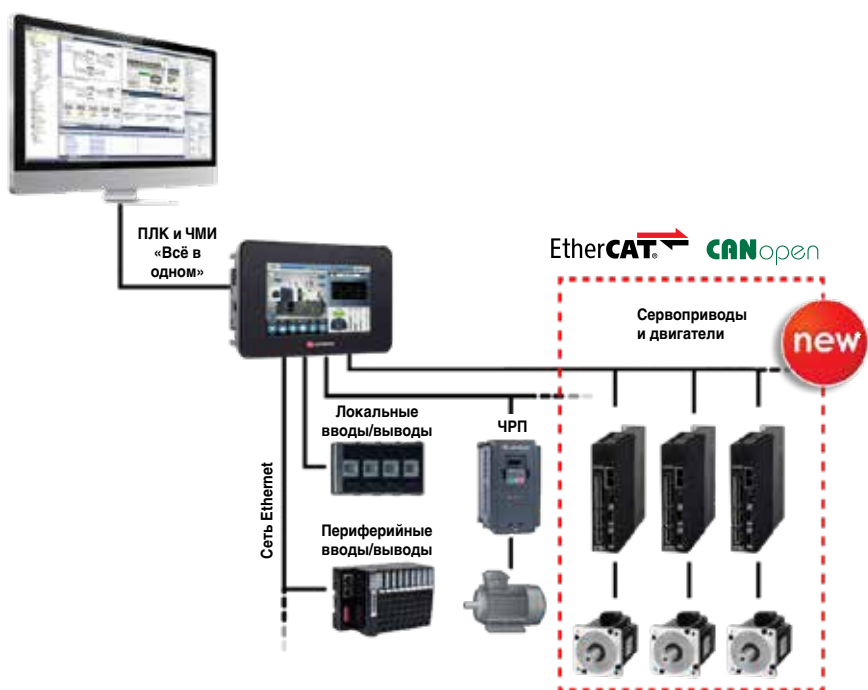 ПЛК и ЧМИ
«Всё в
одном»
EtherCAT®
CANopen
Сервоприводы
и двигатели
new
Локальные
вводы/выводы
ЧРП
Сеть Ethernet
Периферийные
вводы/выводы